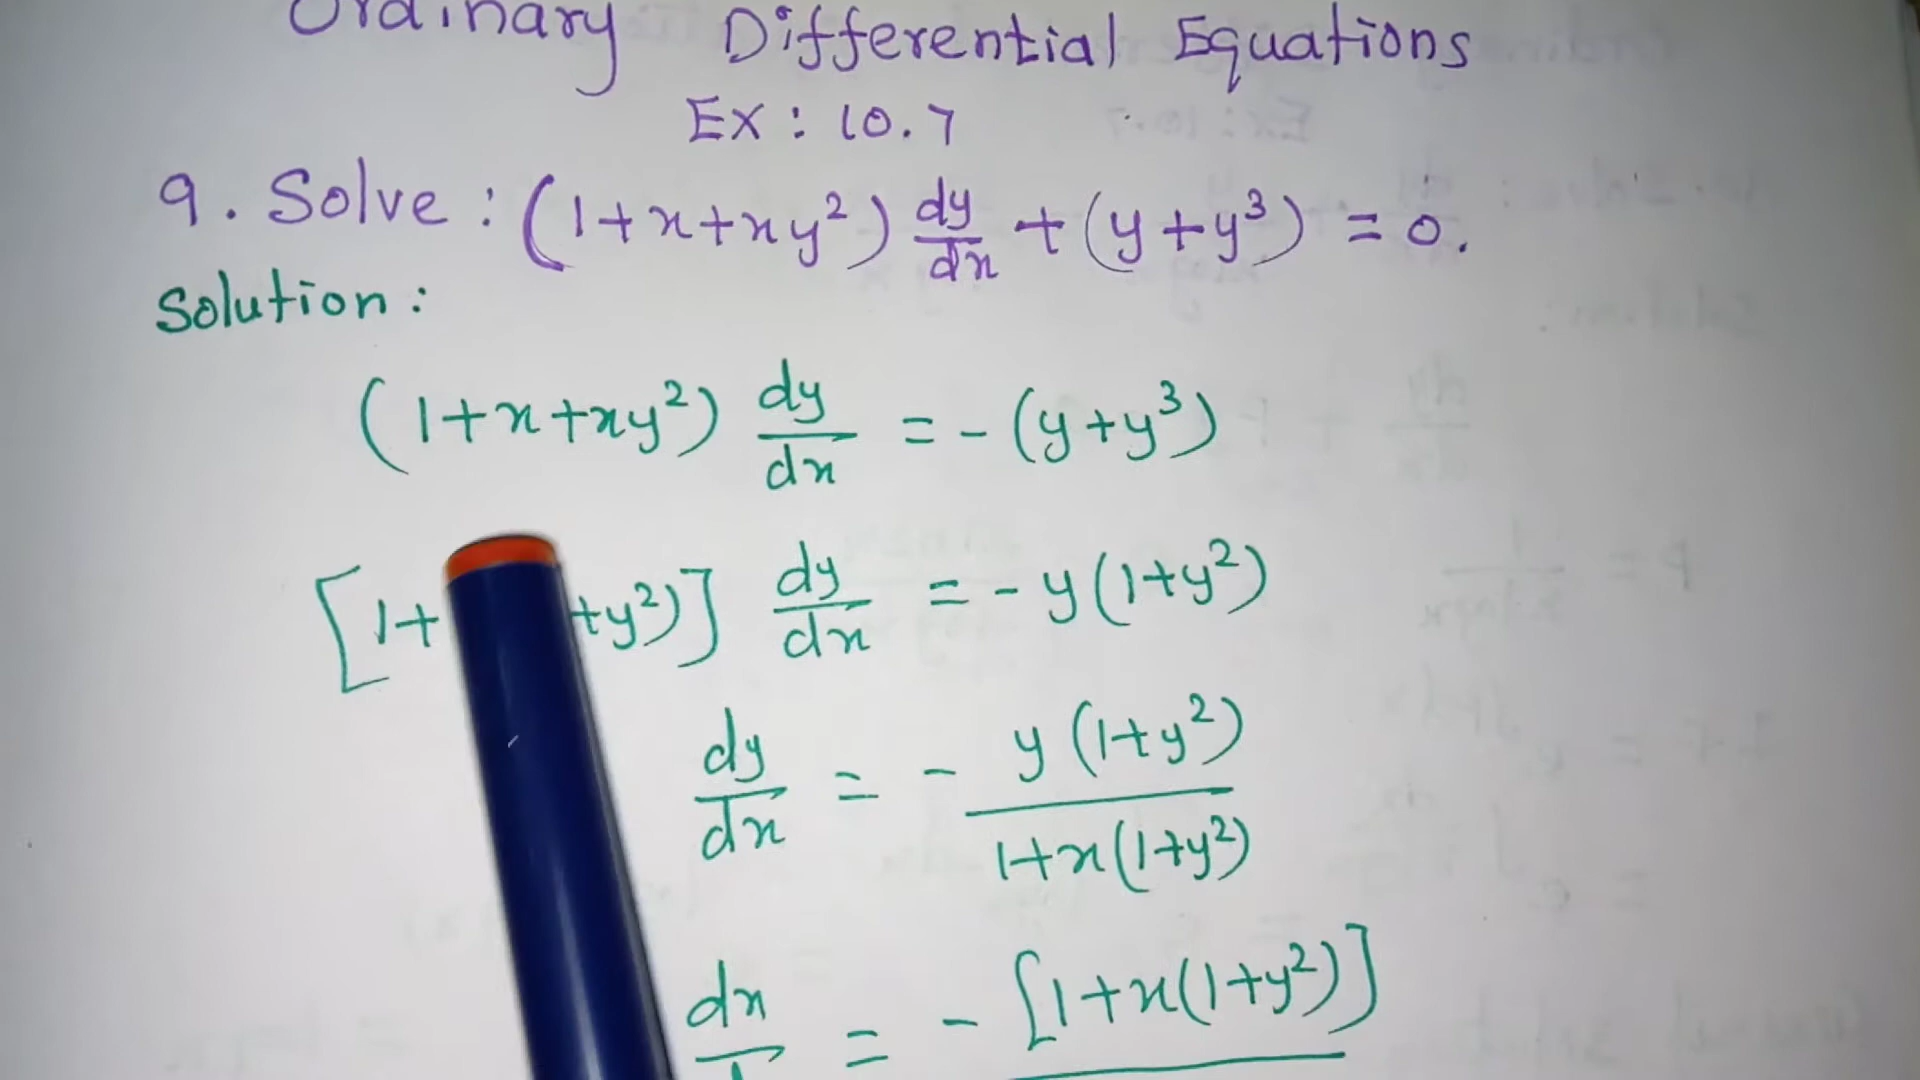 Ordinary Differential Equations
Ex : 10.7
9. Solve : (1+x+xy²) dy/dx + (y+y³) = 0.
Solution :
(1+x+xy²) dy/dx = - (y+y³)
[1+ +y²)] dy/dx = - y(1+y²)
dy/dx = - y(1+y²)/1+x(1+y²)
dx = - [1+x(1+y²)]